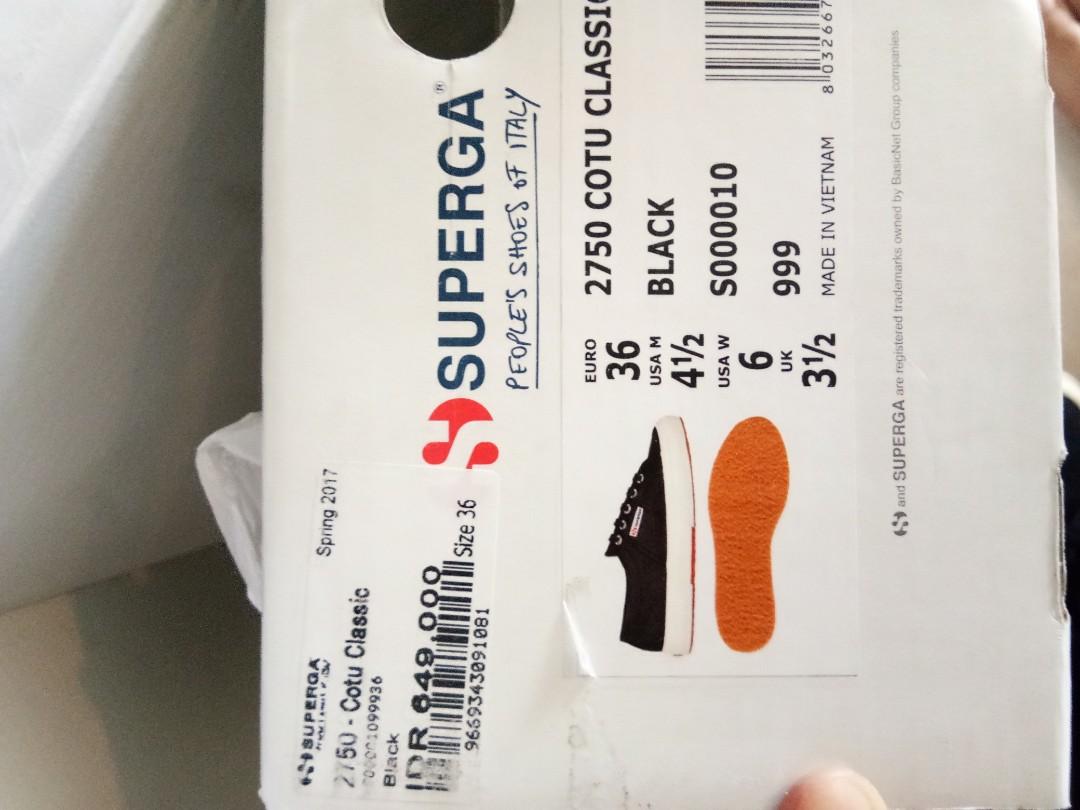 SUPERGA®
PEOPLE'S SHOES OF ITALY
EURO
36
USA M
4½
USA W
6
UK
3½
2750 COTU CLASSIC
BLACK
S000010
999
MADE IN VIETNAM
8 032667
and SUPERGA are registered trademarks owned by BasicNet Group companies
SUPERGA
Spring 2017
2750 - Cotu Classic
Black
IDR 649.000
Size 36
9669343091081